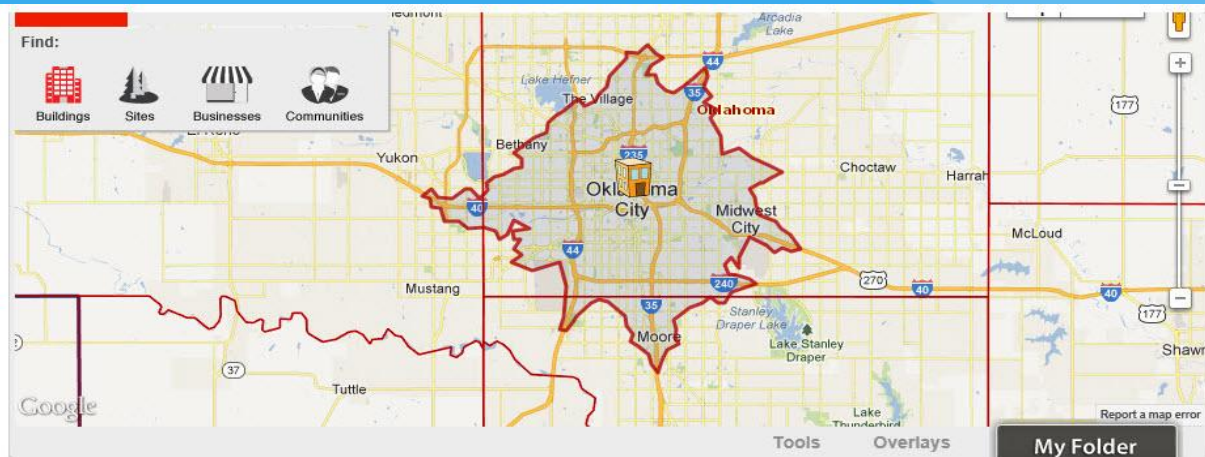 Find:
Buildings
Sites
Businesses
Communities
Arcadia
Lake
44
Lake Hefner
35
The Village
Oklahoma
177
Bethany
Yukon
235
Choctaw
Harrah
Oklahoma
City
40
Midwest
City
McLoud
44
270
Mustang
240
40
40
35
Stanley
Draper Lake
177
Moore
Lake Stanley
Draper
Shawn
37
Tuttle
Google
Lake
Thunderbird
Report a map error
Tools
Overlays
My Folder